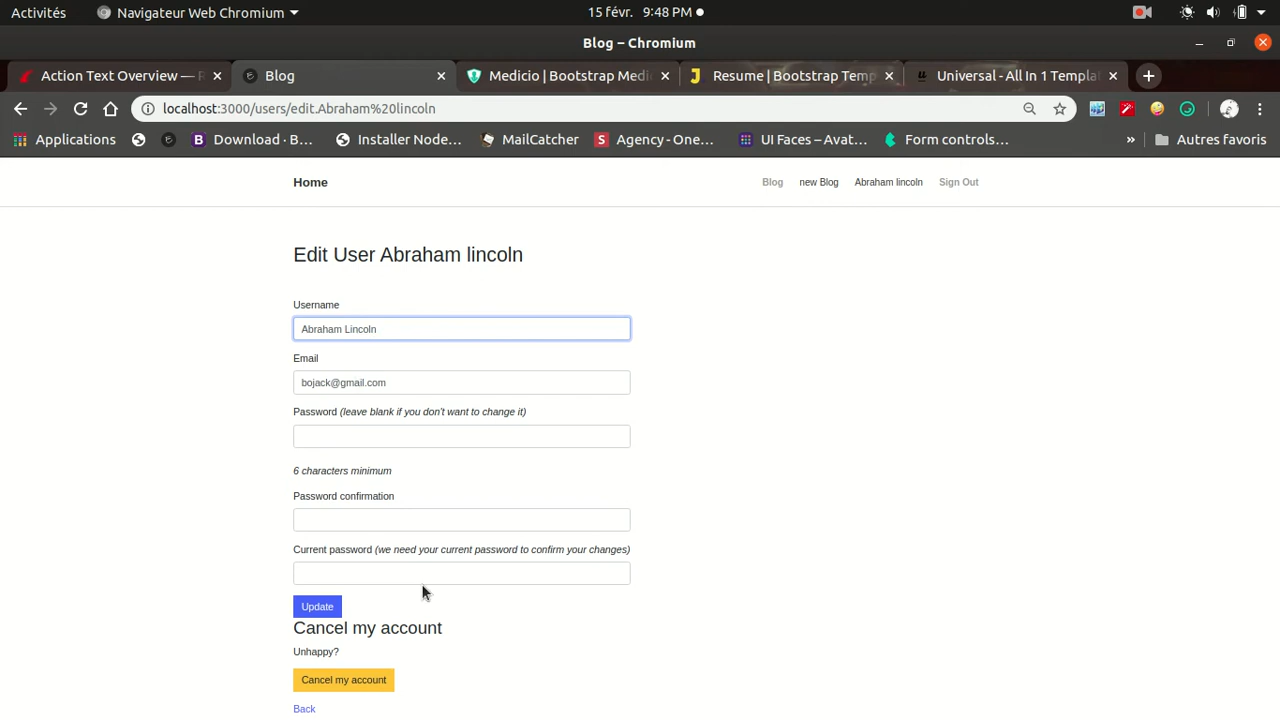 Activités Navigateur Web Chromium 15 févr. 9:48 PM
Blog – Chromium
Action Text Overview — R Blog Medicio | Bootstrap Medi Resume | Bootstrap Temp Universal - All In 1 Templat
localhost:3000/users/edit.Abraham%20lincoln
Applications Download · B... Installer Node... MailCatcher Agency - One... UI Faces – Avat... Form controls... » Autres favoris
Home Blog new Blog Abraham lincoln Sign Out
Edit User Abraham lincoln
Username
Abraham Lincoln
Email
bojack@gmail.com
Password (leave blank if you don't want to change it)
6 characters minimum
Password confirmation
Current password (we need your current password to confirm your changes)
Update
Cancel my account
Unhappy?
Cancel my account
Back